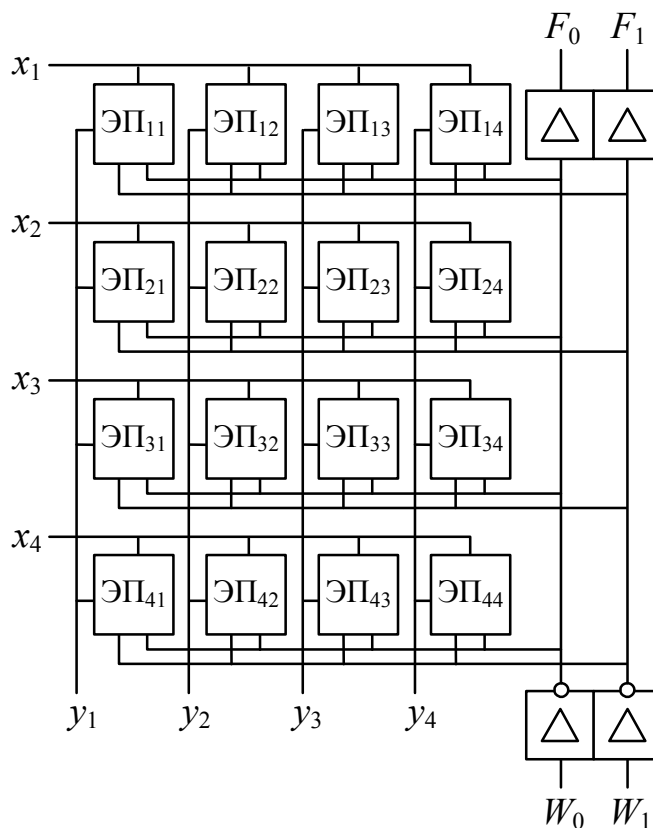 F₀ F₁
x₁
ЭП₁₁ ЭП₁₂ ЭП₁₃ ЭП₁₄
x₂
ЭП₂₁ ЭП₂₂ ЭП₂₃ ЭП₂₄
x₃
ЭП₃₁ ЭП₃₂ ЭП₃₃ ЭП₃₄
x₄
ЭП₄₁ ЭП₄₂ ЭП₄₃ ЭП₄₄
y₁ y₂ y₃ y₄
W₀ W₁